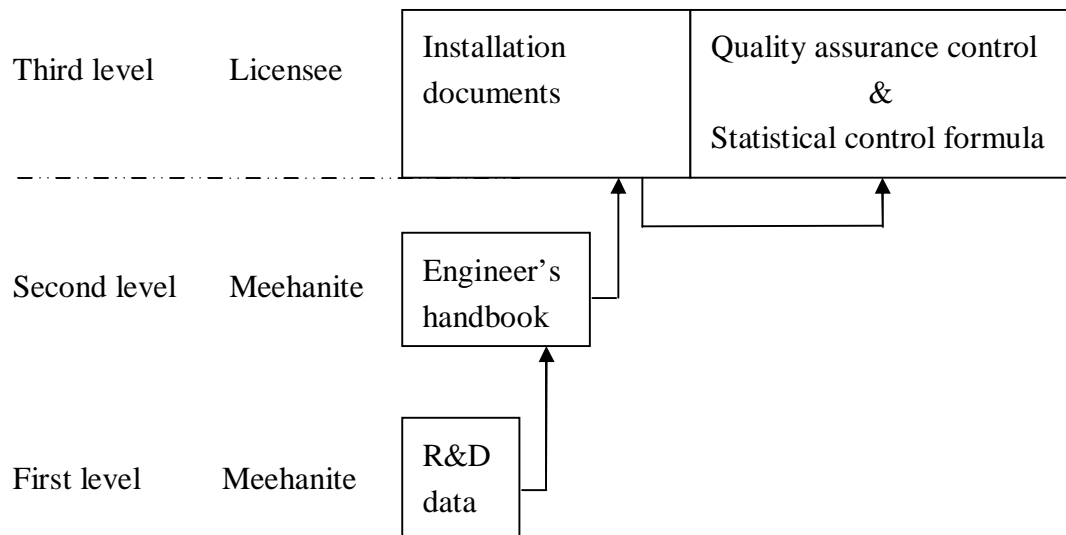 Third level
Licensee
Installation
documents
Quality assurance control
&
Statistical control formula
Second level
Meehanite
Engineer’s
handbook
First level
Meehanite
R&D
data